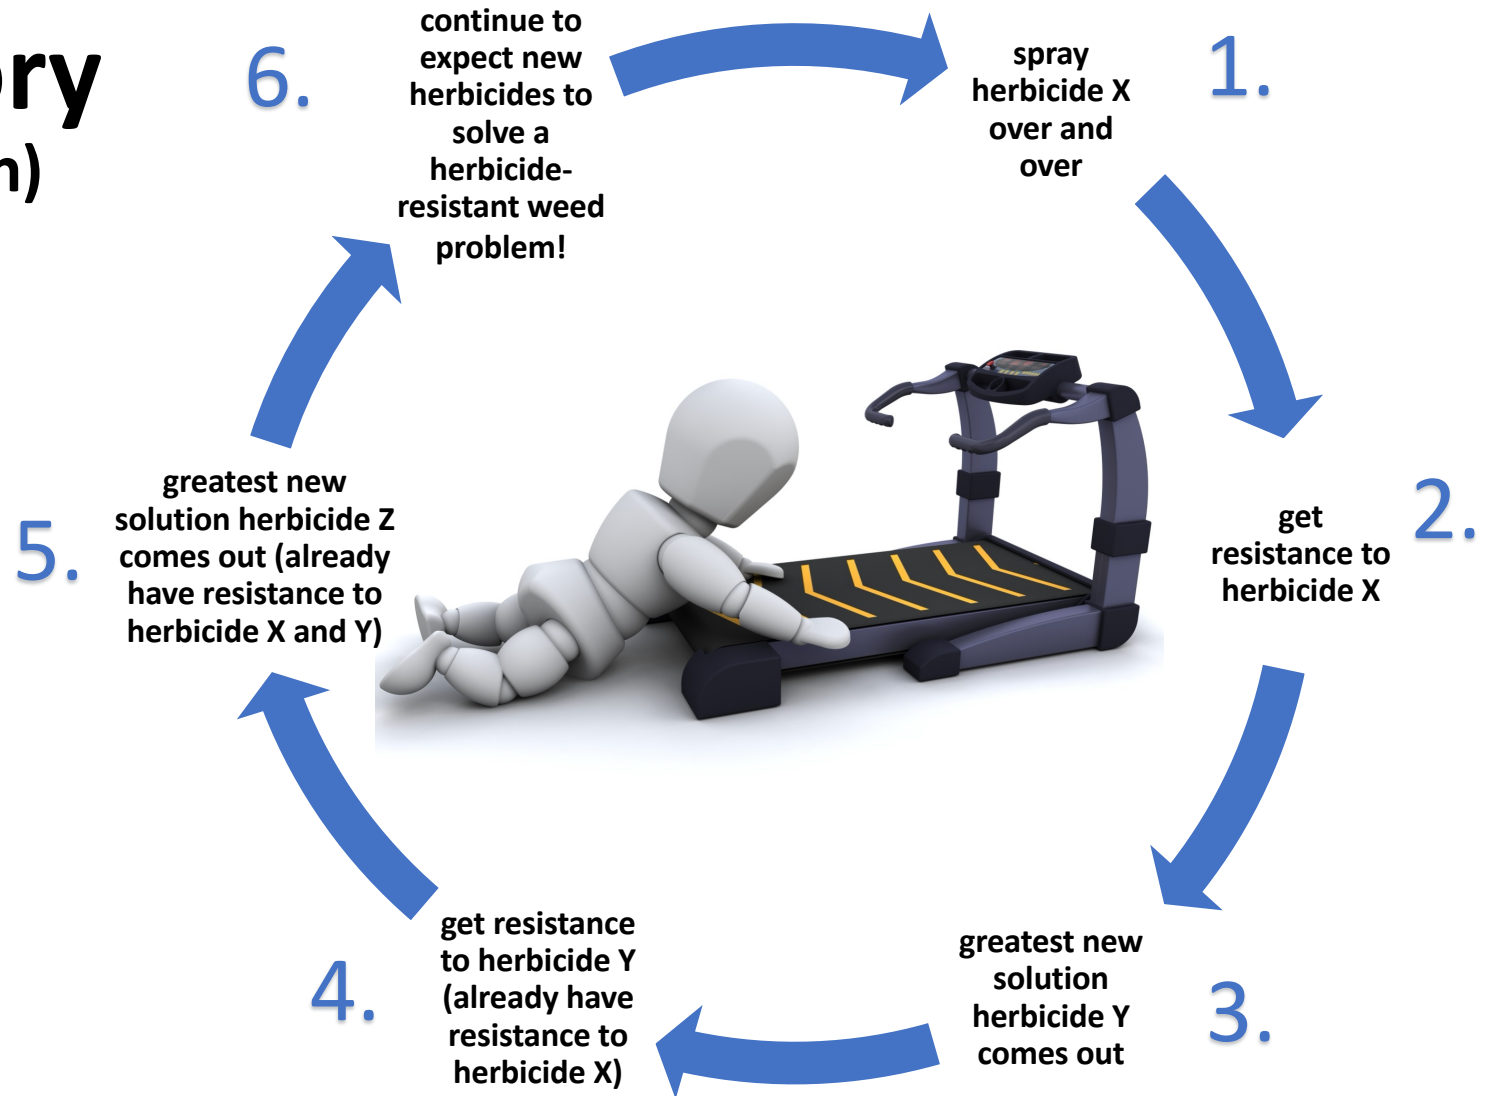 6.
continue to
expect new
herbicides to
solve a
herbicide-
resistant weed
problem!
1.
spray
herbicide X
over and
over
2.
get
resistance to
herbicide X
3.
greatest new
solution
herbicide Y
comes out
4.
get resistance
to herbicide Y
(already have
resistance to
herbicide X)
5.
greatest new
solution herbicide Z
comes out (already
have resistance to
herbicide X and Y)